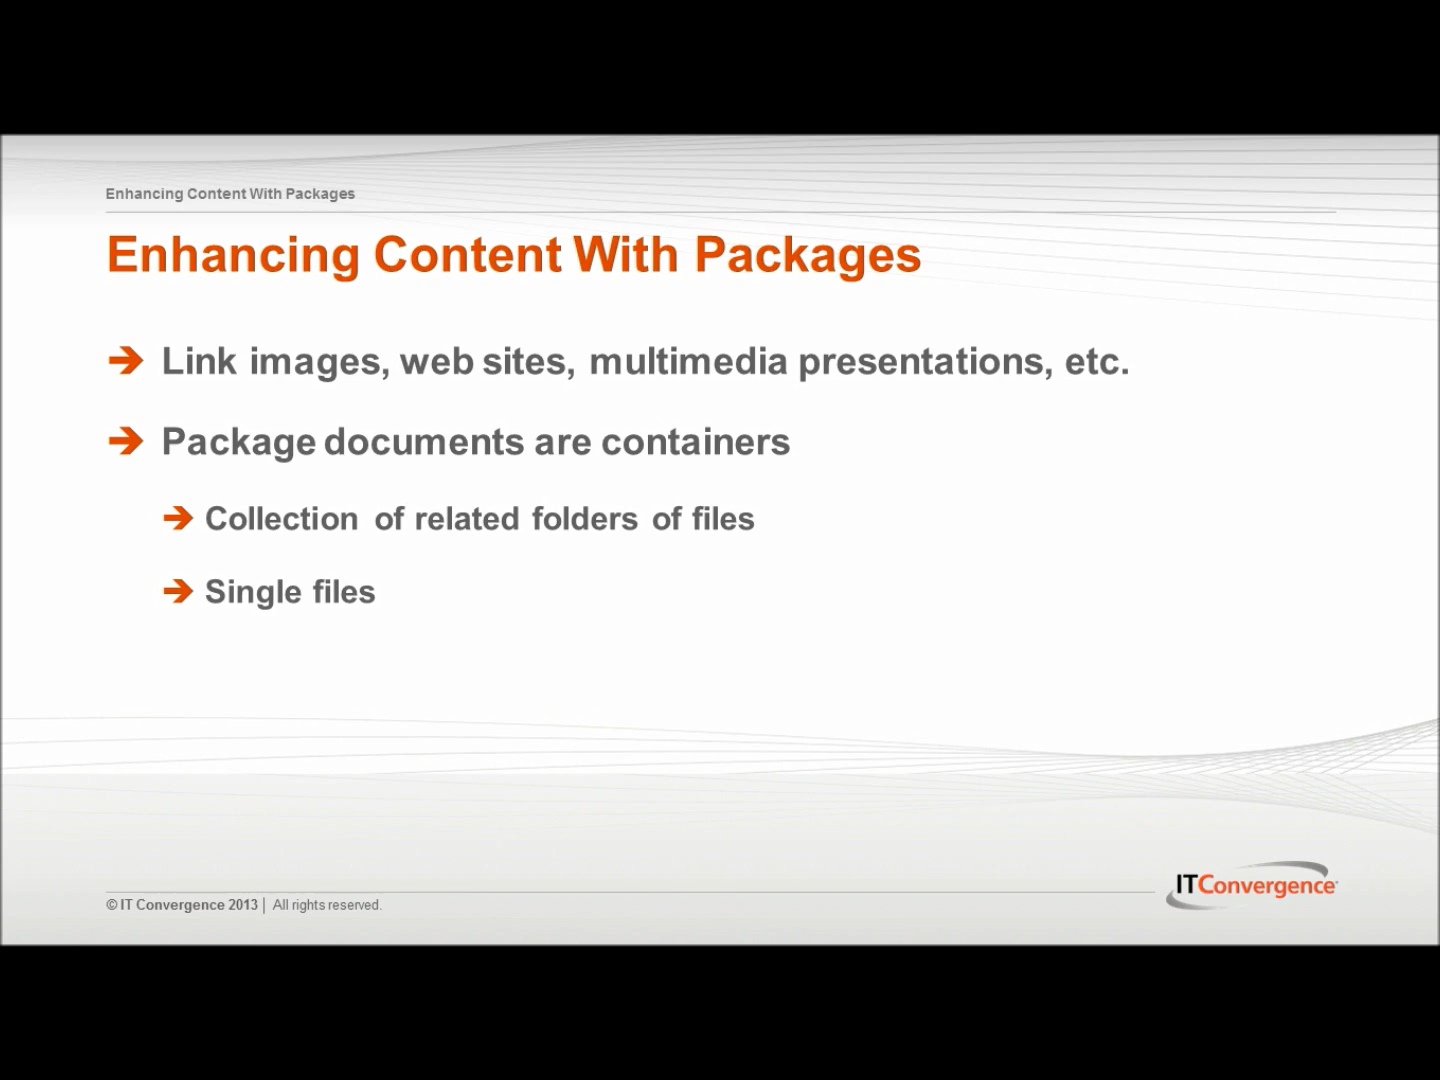 Enhancing Content With Packages
Enhancing Content With Packages
➔ Link images, web sites, multimedia presentations, etc.
➔ Package documents are containers
➔ Collection of related folders of files
➔ Single files
© IT Convergence 2013 | All rights reserved.
ITConvergence